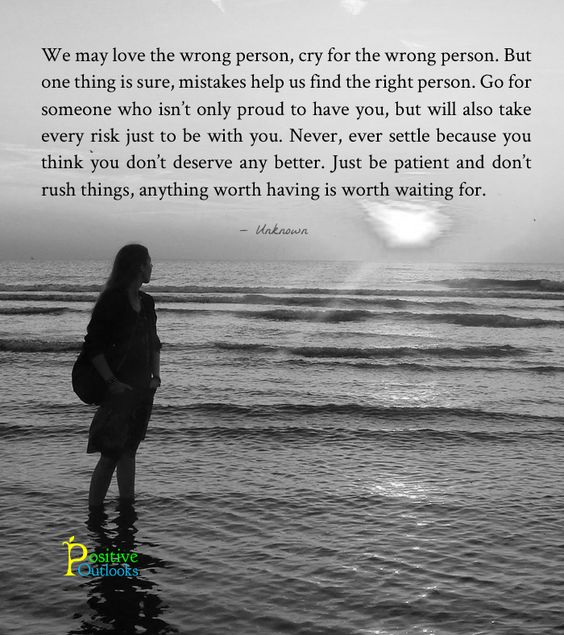 We may love the wrong person, cry for the wrong person. But
one thing is sure, mistakes help us find the right person. Go for
someone who isn’t only proud to have you, but will also take
every risk just to be with you. Never, ever settle because you
think you don’t deserve any better. Just be patient and don’t
rush things, anything worth having is worth waiting for.
– Unknown
Positive
Outlooks